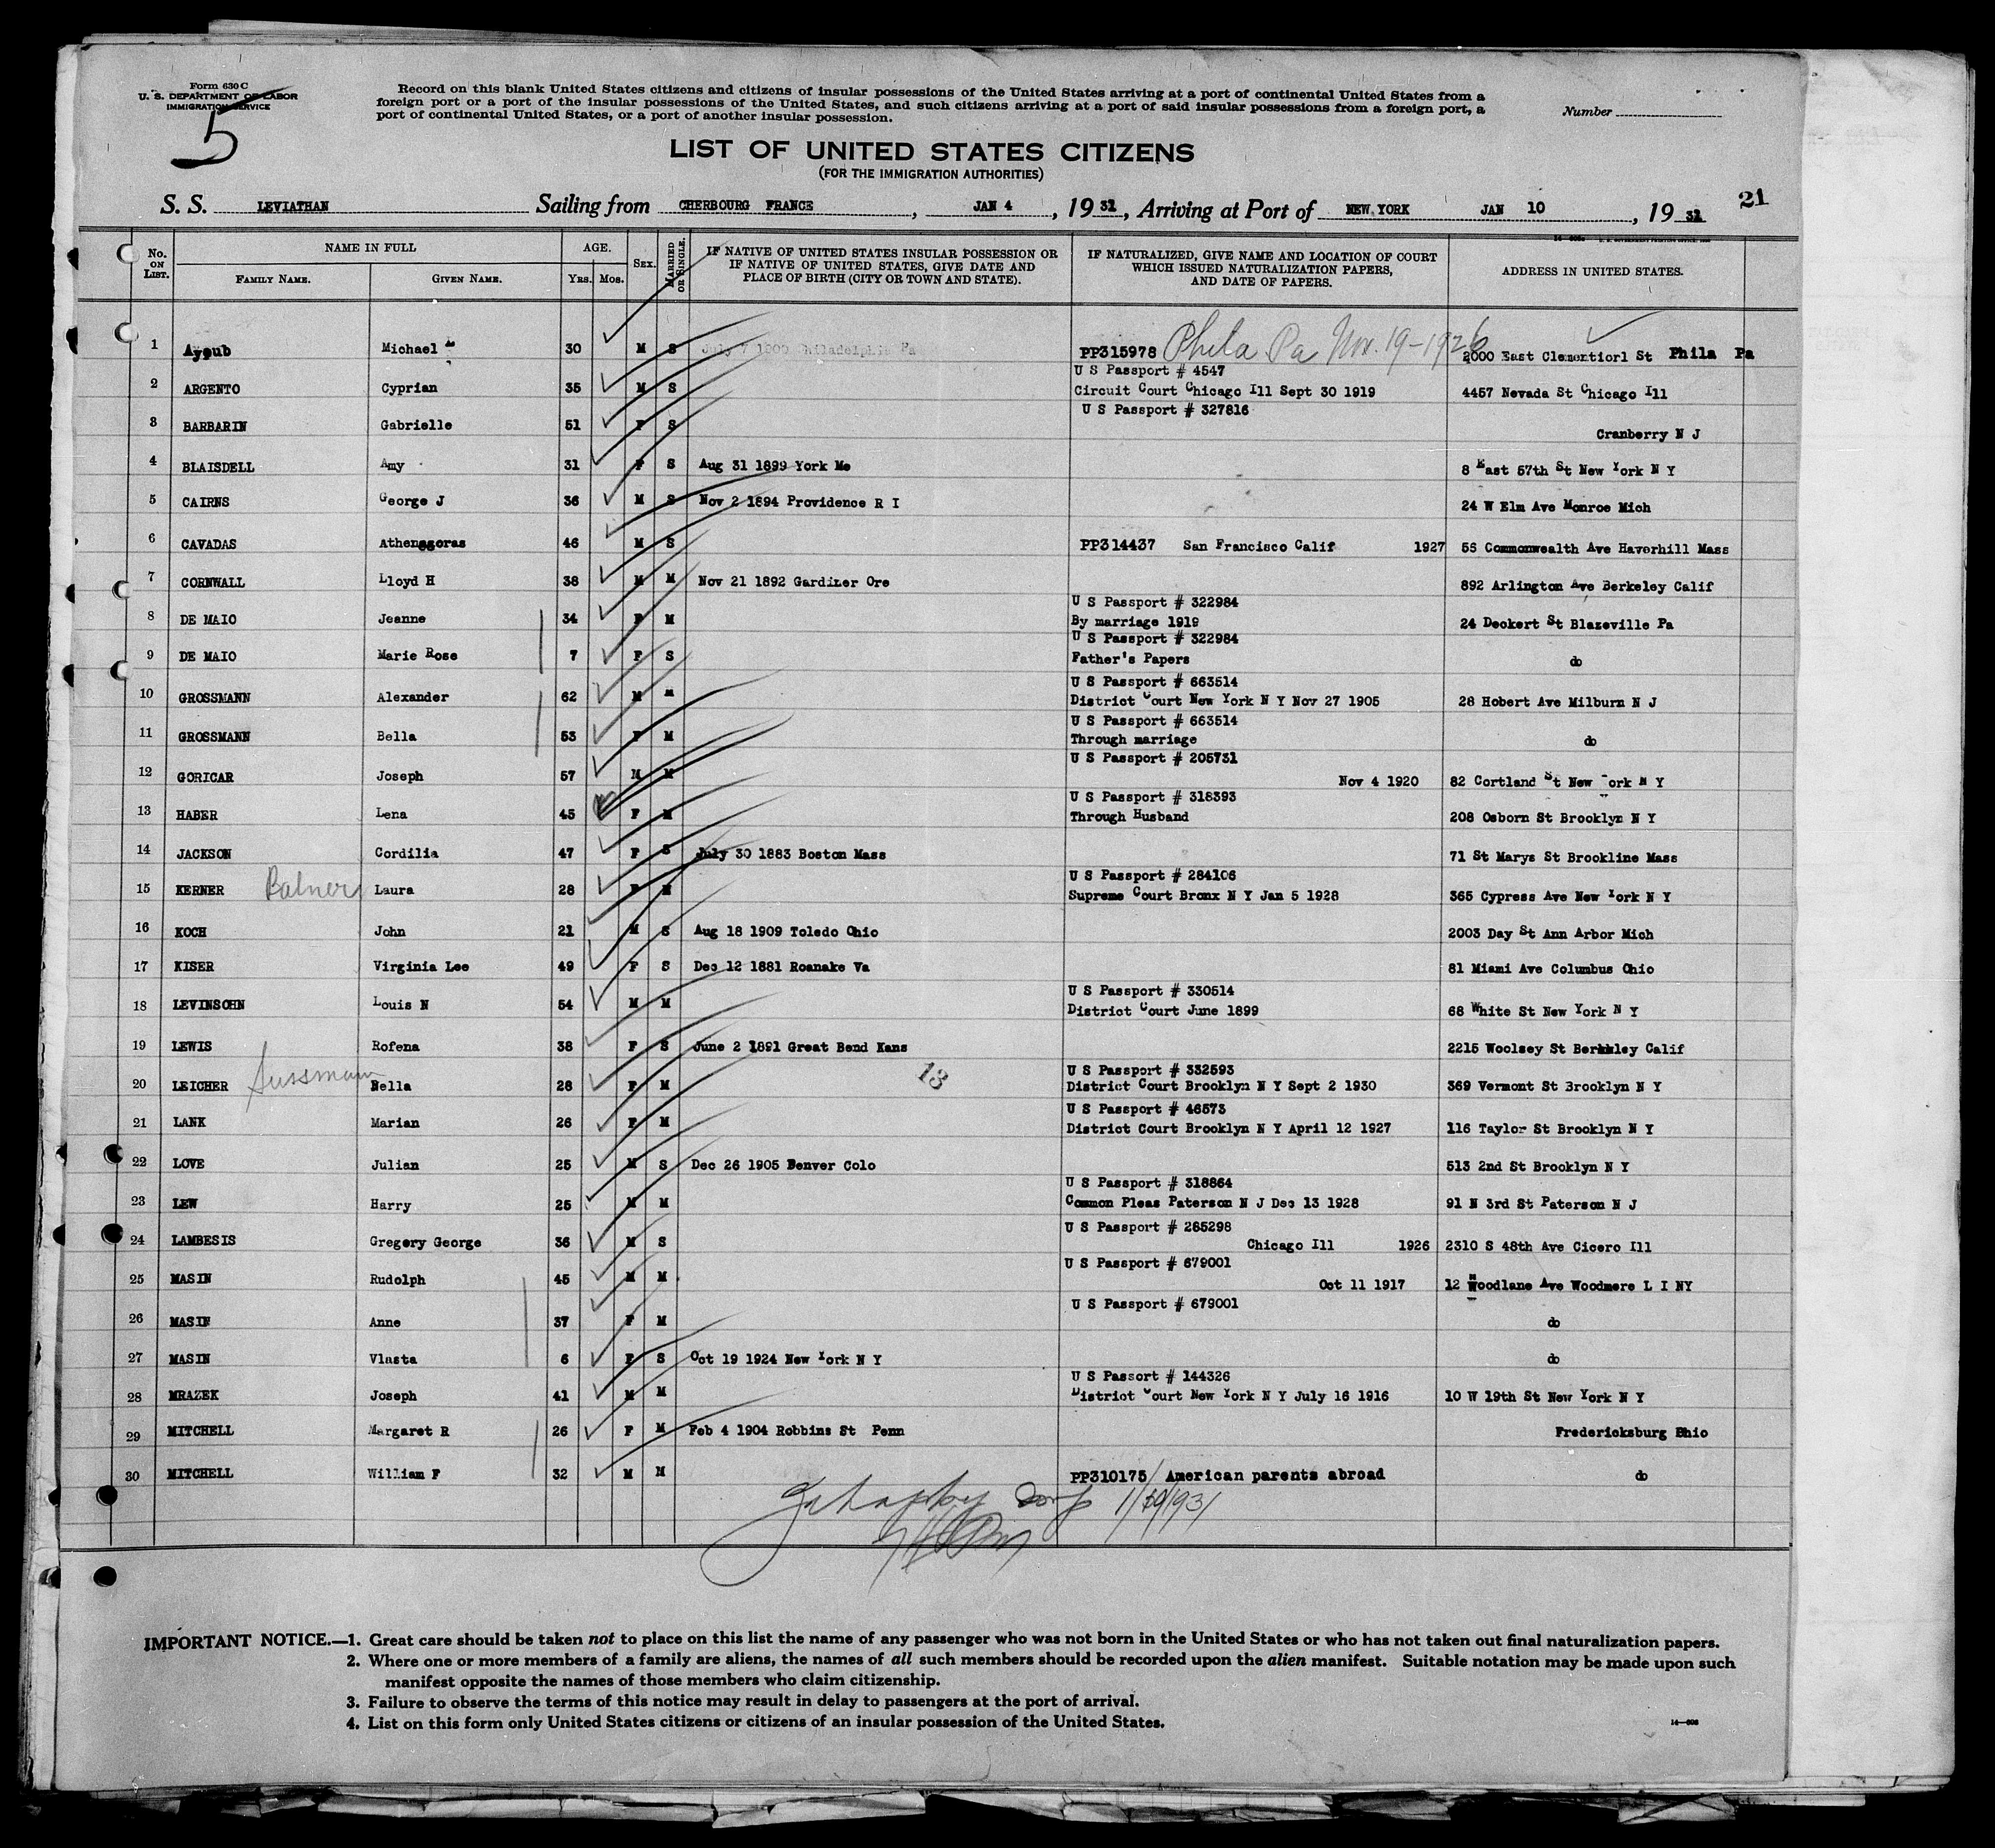 Form 630 C
U. S. DEPARTMENT OF LABOR
IMMIGRATION SERVICE
5
Record on this blank United States citizens and citizens of insular possessions of the United States arriving at a port of continental United States from a
foreign port or a port of the insular possessions of the United States, and such citizens arriving at a port of said insular possessions from a foreign port, a
port of continental United States, or a port of another insular possession.
Number
LIST OF UNITED STATES CITIZENS
(FOR THE IMMIGRATION AUTHORITIES)
S. S. LEVIATHAN Sailing from CHERBOURG FRANCE, JAN 4, 1931, Arriving at Port of NEW YORK JAN 10, 1931
21
No. ON LIST. NAME IN FULL FAMILY NAME. GIVEN NAME. AGE. YRS. MOS. SEX. MARRIED OR SINGLE. IF NATIVE OF UNITED STATES INSULAR POSSESSION OR IF NATIVE OF UNITED STATES, GIVE DATE AND PLACE OF BIRTH (CITY OR TOWN AND STATE). IF NATURALIZED, GIVE NAME AND LOCATION OF COURT WHICH ISSUED NATURALIZATION PAPERS, AND DATE OF PAPERS. ADDRESS IN UNITED STATES.
1 Ayoub Michael 30 M S July 7 1900 Philadelphia Pa PP315978 Phila Pa Nov. 19-1926 2000 East Clementiorl St Phila Pa
U S Passport # 4547
2 ARGENTO Cyprian 35 M S Circuit Court Chicago Ill Sept 30 1919 4457 Nevada St Chicago Ill
U S Passport # 327816
3 BARBARIN Gabrielle 51 F S Cranberry N J
4 BLAISDELL Amy 31 F S Aug 31 1899 York Me 8 East 57th St New York N Y
5 CAIRNS George J 36 M S Nov 2 1894 Providence R I 24 W Elm Ave Monroe Mich
6 CAVADAS Athenagoras 46 M S PP314437 San Francisco Calif 1927 55 Commonwealth Ave Haverhill Mass
7 CORNWALL Lloyd H 38 M M Nov 21 1892 Gardiner Ore 892 Arlington Ave Berkeley Calif
U S Passport # 322984
8 DE MAIO Jeanne 34 F M By marriage 1919 24 Deckert St Blazeville Pa
U S Passport # 322984
9 DE MAIO Marie Rose 7 F S Father's Papers do
U S Passport # 663514
10 GROSSMANN Alexander 62 M M District Court New York N Y Nov 27 1905 28 Hobert Ave Milburn N J
U S Passport # 663514
11 GROSSMANN Bella 53 F M Through marriage do
U S Passport # 205731
12 GORICAR Joseph 57 M M Nov 4 1920 82 Cortland St New York N Y
U S Passport # 318393
13 HABER Lena 45 F M Through Husband 208 Osborn St Brooklyn N Y
14 JACKSON Cordilia 47 F S July 30 1883 Boston Mass 71 St Marys St Brookline Mass
U S Passport # 284106
15 KERNER Balner Laura 28 F M Supreme Court Bronx N Y Jan 5 1928 365 Cypress Ave New York N Y
16 KOCH John 21 M S Aug 18 1909 Toledo Ohio 2003 Day St Ann Arbor Mich
17 KISER Virginia Lee 49 F S Dec 12 1881 Roanake Va 81 Miami Ave Columbus Ohio
U S Passport # 330514
18 LEVINSOHN Louis N 54 M M District Court June 1899 68 White St New York N Y
19 LEWIS Rofena 38 F S June 2 1891 Great Bend Kans 2215 Woolsey St Berkley Calif
13
U S Passport # 332593
20 LEICHER Sussmann Nella 28 F M District Court Brooklyn N Y Sept 2 1930 369 Vermont St Brooklyn N Y
U S Passport # 46573
21 LANK Marian 26 F M District Court Brooklyn N Y April 12 1927 116 Taylor St Brooklyn N Y
22 LOVE Julian 25 M S Dec 26 1905 Denver Colo 513 2nd St Brooklyn N Y
U S Passport # 318864
23 LEW Harry 25 M M Common Pleas Paterson N J Dec 13 1928 91 N 3rd St Paterson N J
U S Passport # 285298
24 LAMBESIS Gregery George 36 M S Chicago Ill 1926 2310 S 48th Ave Cicero Ill
U S Passport # 679001
25 MASIN Rudolph 45 M M Oct 11 1917 12 Woodlane Ave Woodmere L I NY
U S Passport # 679001
26 MASIN Anne 37 F M do
27 MASIN Vlasta 6 F S Oct 19 1924 New York N Y do
U S Passort # 144326
28 MRAZEK Joseph 41 M M District Court New York N Y July 16 1916 10 W 19th St New York N Y
29 MITCHELL Margaret R 26 F M Feb 4 1904 Robbins St Penn Fredericksburg Ohio
30 MITCHELL William F 32 M M PP310175 American parents abroad do
1/10/1931
IMPORTANT NOTICE.—1. Great care should be taken not to place on this list the name of any passenger who was not born in the United States or who has not taken out final naturalization papers.
2. Where one or more members of a family are aliens, the names of all such members should be recorded upon the alien manifest. Suitable notation may be made upon such
manifest opposite the names of those members who claim citizenship.
3. Failure to observe the terms of this notice may result in delay to passengers at the port of arrival.
4. List on this form only United States citizens or citizens of an insular possession of the United States.